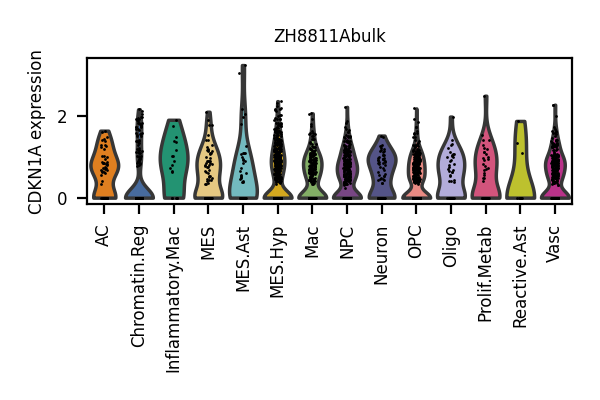 ZH8811Abulk
CDKN1A expression
2
0
AC
Chromatin.Reg
Inflammatory.Mac
MES
MES.Ast
MES.Hyp
Mac
NPC
Neuron
OPC
Oligo
Prolif.Metab
Reactive.Ast
Vasc